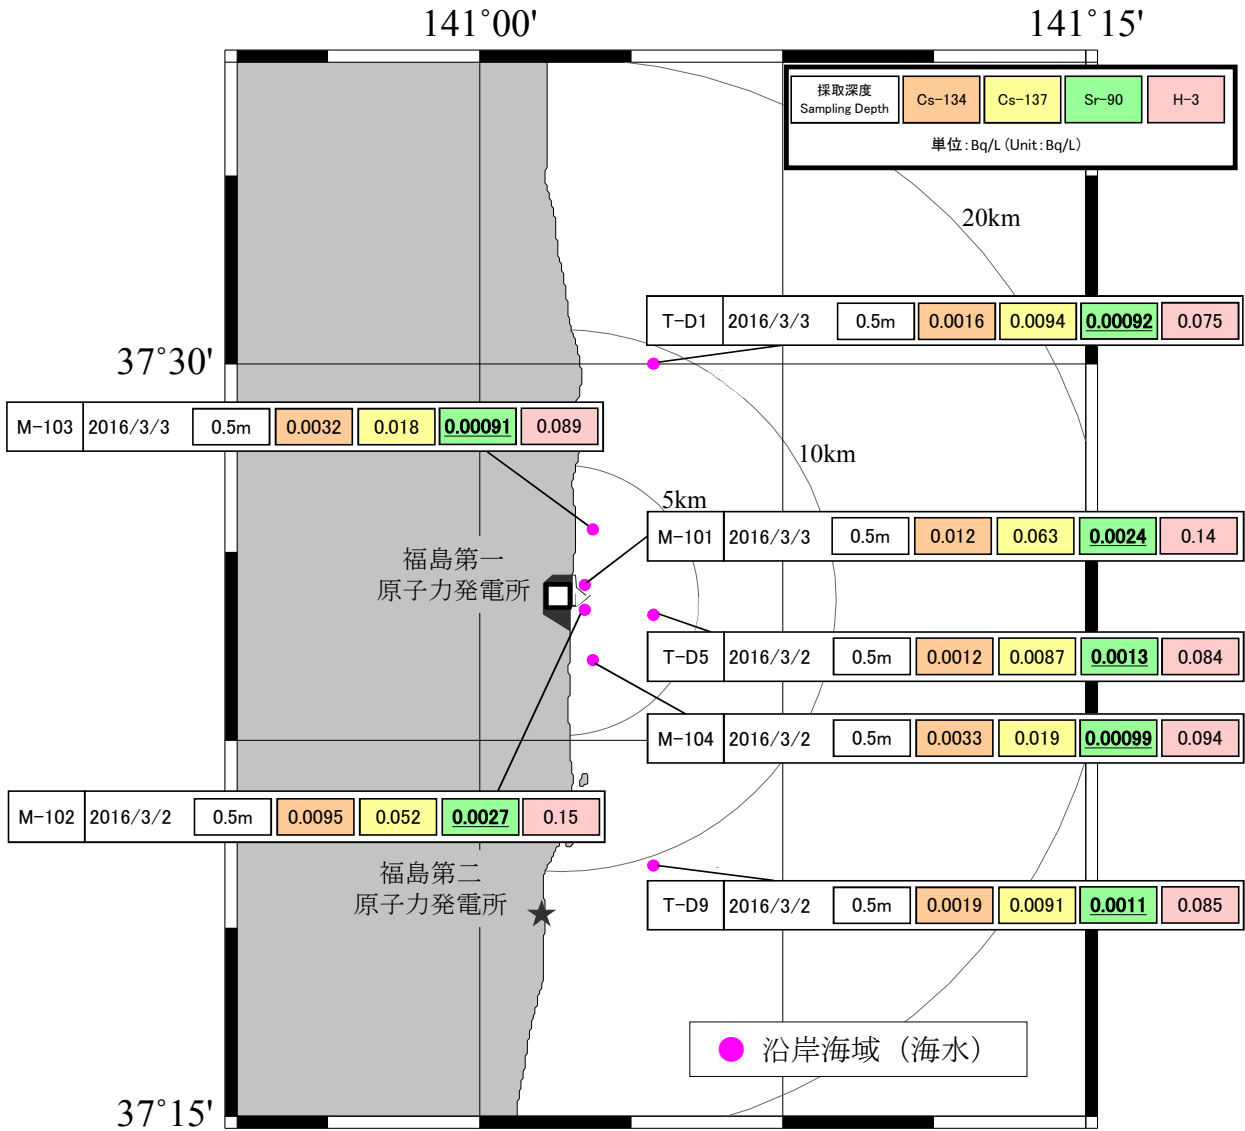 141°00'
141°15'
採取深度
Sampling Depth
Cs-134
Cs-137
Sr-90
H-3
単位:Bq/L (Unit:Bq/L)
20km
T-D1 2016/3/3 0.5m 0.0016 0.0094 0.00092 0.075
37°30'
M-103 2016/3/3 0.5m 0.0032 0.018 0.00091 0.089
10km
5km
M-101 2016/3/3 0.5m 0.012 0.063 0.0024 0.14
福島第一
原子力発電所
T-D5 2016/3/2 0.5m 0.0012 0.0087 0.0013 0.084
M-104 2016/3/2 0.5m 0.0033 0.019 0.00099 0.094
M-102 2016/3/2 0.5m 0.0095 0.052 0.0027 0.15
福島第二
原子力発電所
T-D9 2016/3/2 0.5m 0.0019 0.0091 0.0011 0.085
沿岸海域（海水）
37°15'